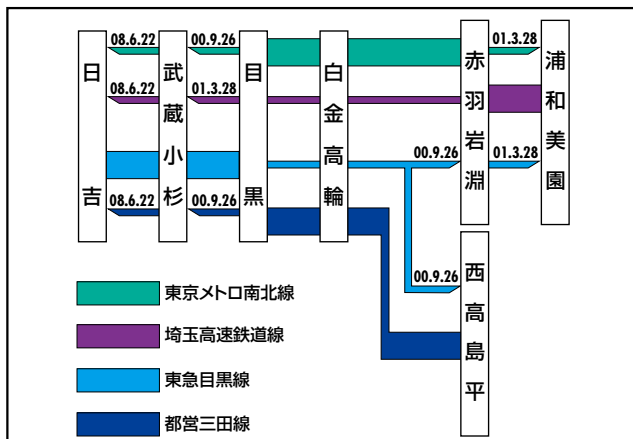 08.6.22
00.9.26
01.3.28
08.6.22
01.3.28
00.9.26
01.3.28
08.6.22
00.9.26
00.9.26
日吉
武蔵小杉
目黒
白金高輪
赤羽岩淵
浦和美園
西高島平
東京メトロ南北線
埼玉高速鉄道線
東急目黒線
都営三田線